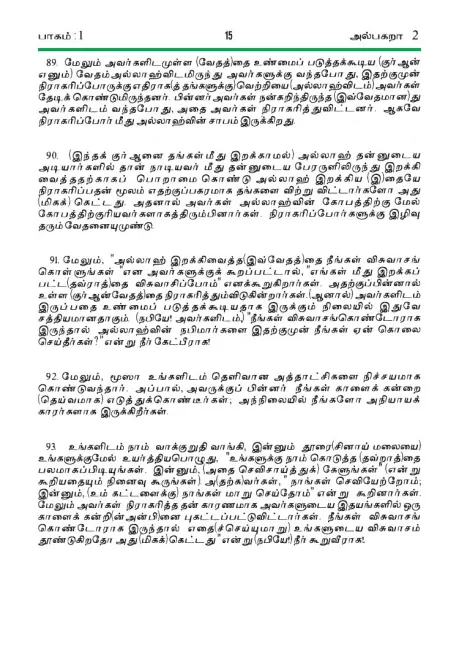 பாகம் : 1 15 அல்பகறா 2
89. மேலும் அவர்களிடமுள்ள (வேதத்)தை உண்மைப் படுத்தக்கூடிய (குர்ஆன்
எனும்) வேதம்அல்லாஹ்விடமிருந்து அவர்களுக்கு வந்தபோது, இதற்குமுன்
நிராகரிப்போருக்கு எதிராக(த் தங்களுக்கு)வெற்றியை(அல்லாஹ்விடம்) அவர்கள்
தேடிக் கொண்டுமிருந்தனர். பின்னர் அவர்கள் நன்கறிந்திருந்த(இவ்வேதமான)து
அவர்களிடம் வந்தபோது, அதை அவர்கள் நிராகரித்துவிட்டனர். ஆகவே
நிராகரிப்போர் மீது அல்லாஹ்வின் சாபம் இருக்கிறது.
90. (இந்தக் குர்ஆனை தங்கள்மீது இறக்காமல்) அல்லாஹ் தன்னுடைய
அடியார்களில் தான் நாடியவர் மீது தன்னுடைய பேரருளிலிருந்து இறக்கி
வைத்ததற்காகப் பொறாமை கொண்டு அல்லாஹ் இறக்கிய (இ)தையே
நிராகரிப்பதன் மூலம் எதற்குப்பகரமாக தங்களை விற்று விட்டார்களோ அது
(மிகக்) கெட்டது. அதனால் அவர்கள் அல்லாஹ்வின் கோபத்திற்கு மேல்
கோபத்திற்குரியவர்களாகத்திரும்பினார்கள். நிராகரிப்போர்களுக்கு இழிவு
தரும்வேதனையுமுண்டு.
91. மேலும், "அல்லாஹ் இறக்கிவைத்த(இவ்வேதத்)தை நீங்கள் விசுவாசங்
கொள்ளுங்கள் "என அவர்களுக்குக் கூறப்பட்டால், "எங்கள் மீது இறக்கப்
பட்ட(தவ்ராத்)தை விசுவாசிப்போம்" எனக்கூறுகிறார்கள். அதற்குப்பின்னால்
உள்ள (குர்ஆன்வேதத்)தை நிராகரித்தும்விடுகின்றார்கள்.(ஆனால்) அவர்களிடம்
இருப்பதை உண்மைப் படுத்தக்கூடியதாக இருக்கும் நிலையில் இதுவே
சத்தியமானதாகும். (நபியே! அவர்களிடம்,) "நீங்கள் விசுவாசங்கொண்டோராக
இருந்தால் அல்லாஹ்வின் நபிமார்களை இதற்குமுன் நீங்கள் ஏன் கொலை
செய்தீர்கள்?" என்று நீர் கேட்பீராக!
92. மேலும், மூஸா உங்களிடம் தெளிவான அத்தாட்சிகளை நிச்சயமாக
கொண்டுவந்தார். அப்பால், அவருக்குப் பின்னர் நீங்கள் காளைக் கன்றை
(தெய்வமாக) எடுத்துக்கொண்டீர்கள்; அந்நிலையில் நீங்களோ அநியாயக்
காரர்களாக இருக்கிறீர்கள்.
93. உங்களிடம் நாம் வாக்குறுதி வாங்கி, இன்னும் தூரை(சினாய் மலையை)
உங்களுக்குமேல் உயர்த்தியபொழுது, "உங்களுக்கு நாம் கொடுத்த (தவ்றாத்)தை
பலமாகப்பிடியுங்கள். இன்னும், (அதை செவிசாய்த்துக்) கேளுங்கள்" (என்று
கூறியதையும் நினைவு கூருங்கள்). அ(தற்க)வர்கள், " நாங்கள் செவியேற்றோம்;
இன்னும், (உம் கட்டளைக்கு) நாங்கள் மாறு செய்தோம்" என்று கூறினார்கள்.
மேலும் அவர்கள் நிராகரித்த தன் காரணமாக அவர்களுடைய இதயங்களில் ஒரு
காளைக் கன்றி(ன்அன்பி)னை புகட்டப்பட்டுவிட்டார்கள். நீங்கள் விசுவாசங்
கொண்டோராக இருந்தால் எதை(ச்செய்யுமாறு) உங்களுடைய விசுவாசம்
தூண்டுகிறதோ அது(மிகக்)கெட்டது" என்று(நபியே!)நீர் கூறுவீராக!.